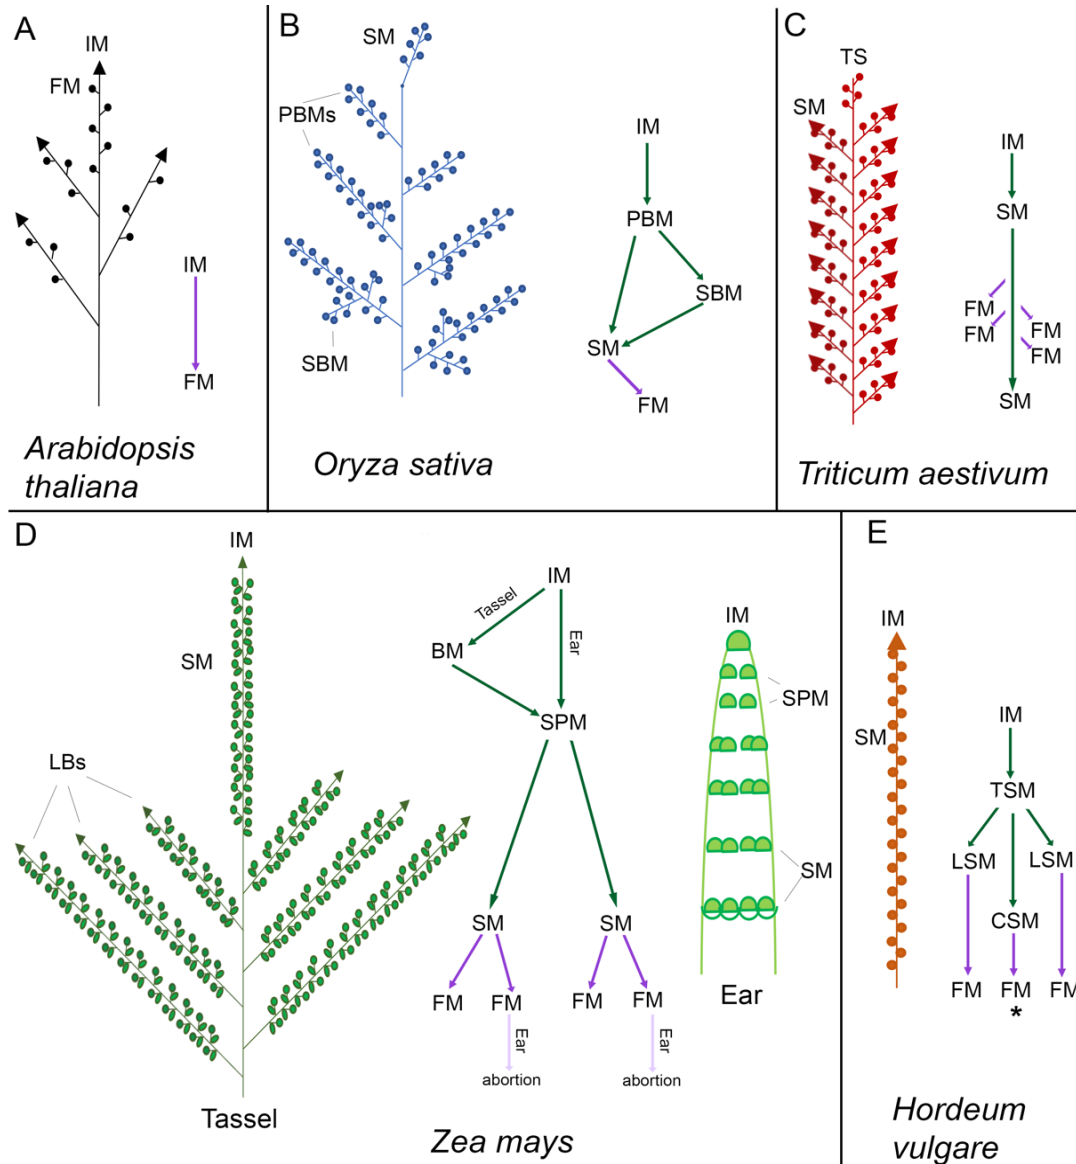 A
IM
FM
IM
FM
Arabidopsis
thaliana
B
SM
PBMs
SBM
IM
PBM
SBM
SM
FM
Oryza sativa
C
TS
SM
IM
SM
FM
FM
FM
FM
SM
Triticum aestivum
D
IM
SM
LBs
Tassel
IM
Tassel
Ear
BM
SPM
SM
SM
FM
FM
FM
FM
Ear
Ear
abortion
abortion
IM
SPM
SM
Ear
Zea mays
E
IM
SM
IM
TSM
LSM
LSM
CSM
FM
FM
FM
*
Hordeum
vulgare